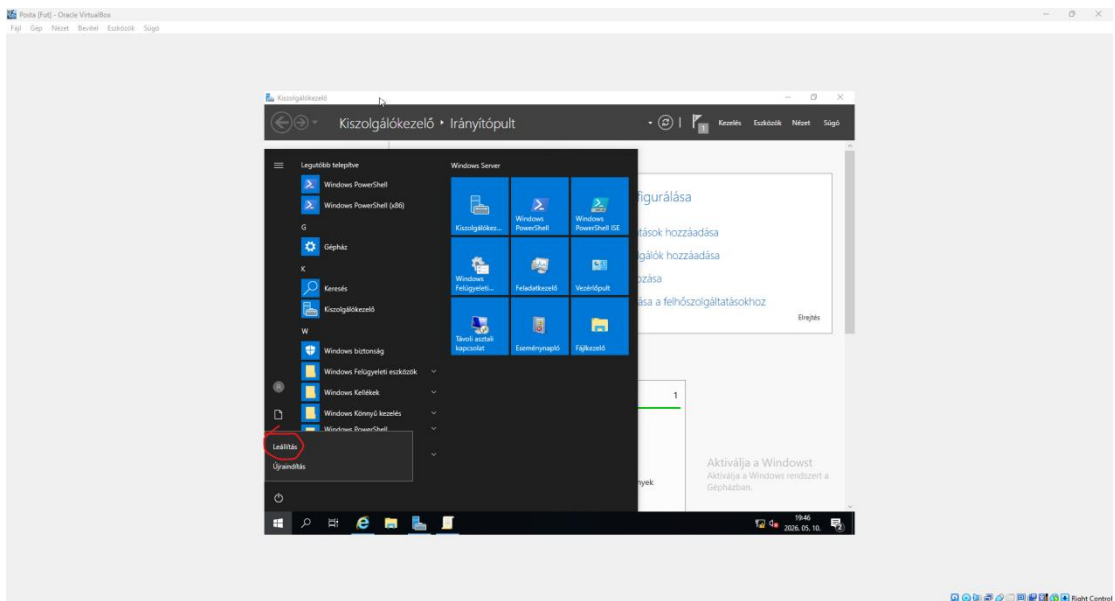 Posta [Fut] - Oracle VirtualBox
Fájl Gép Nézet Bevitel Eszközök Súgó
Kiszolgálókezelő
Kiszolgálókezelő Irányítópult
Kezelés Eszközök Nézet Súgó
1
Legutóbb telepítve
Windows PowerShell
Windows PowerShell (x86)
G
Gépház
K
Keresés
Kiszolgálókezelő
W
Windows biztonság
Windows Felügyeleti eszközök
Windows Kellékek
Windows Könnyű kezelés
Windows PowerShell
Leállítás
Újraindítás
Windows Server
Kiszolgálókez...
Windows PowerShell
Windows PowerShell ISE
Windows Felügyeleti...
Feladatkezelő
Vezérlőpult
Távoli asztali kapcsolat
Eseménynapló
Fájlkezelő
figurálása
tások hozzáadása
gálók hozzáadása
ozása
ása a felhőszolgáltatásokhoz
Elrejtés
1
nyek
Aktiválja a Windowst
Aktiválja a Windows rendszert a
Gépházban.
19:46
2026. 05. 10.
2
Right Control